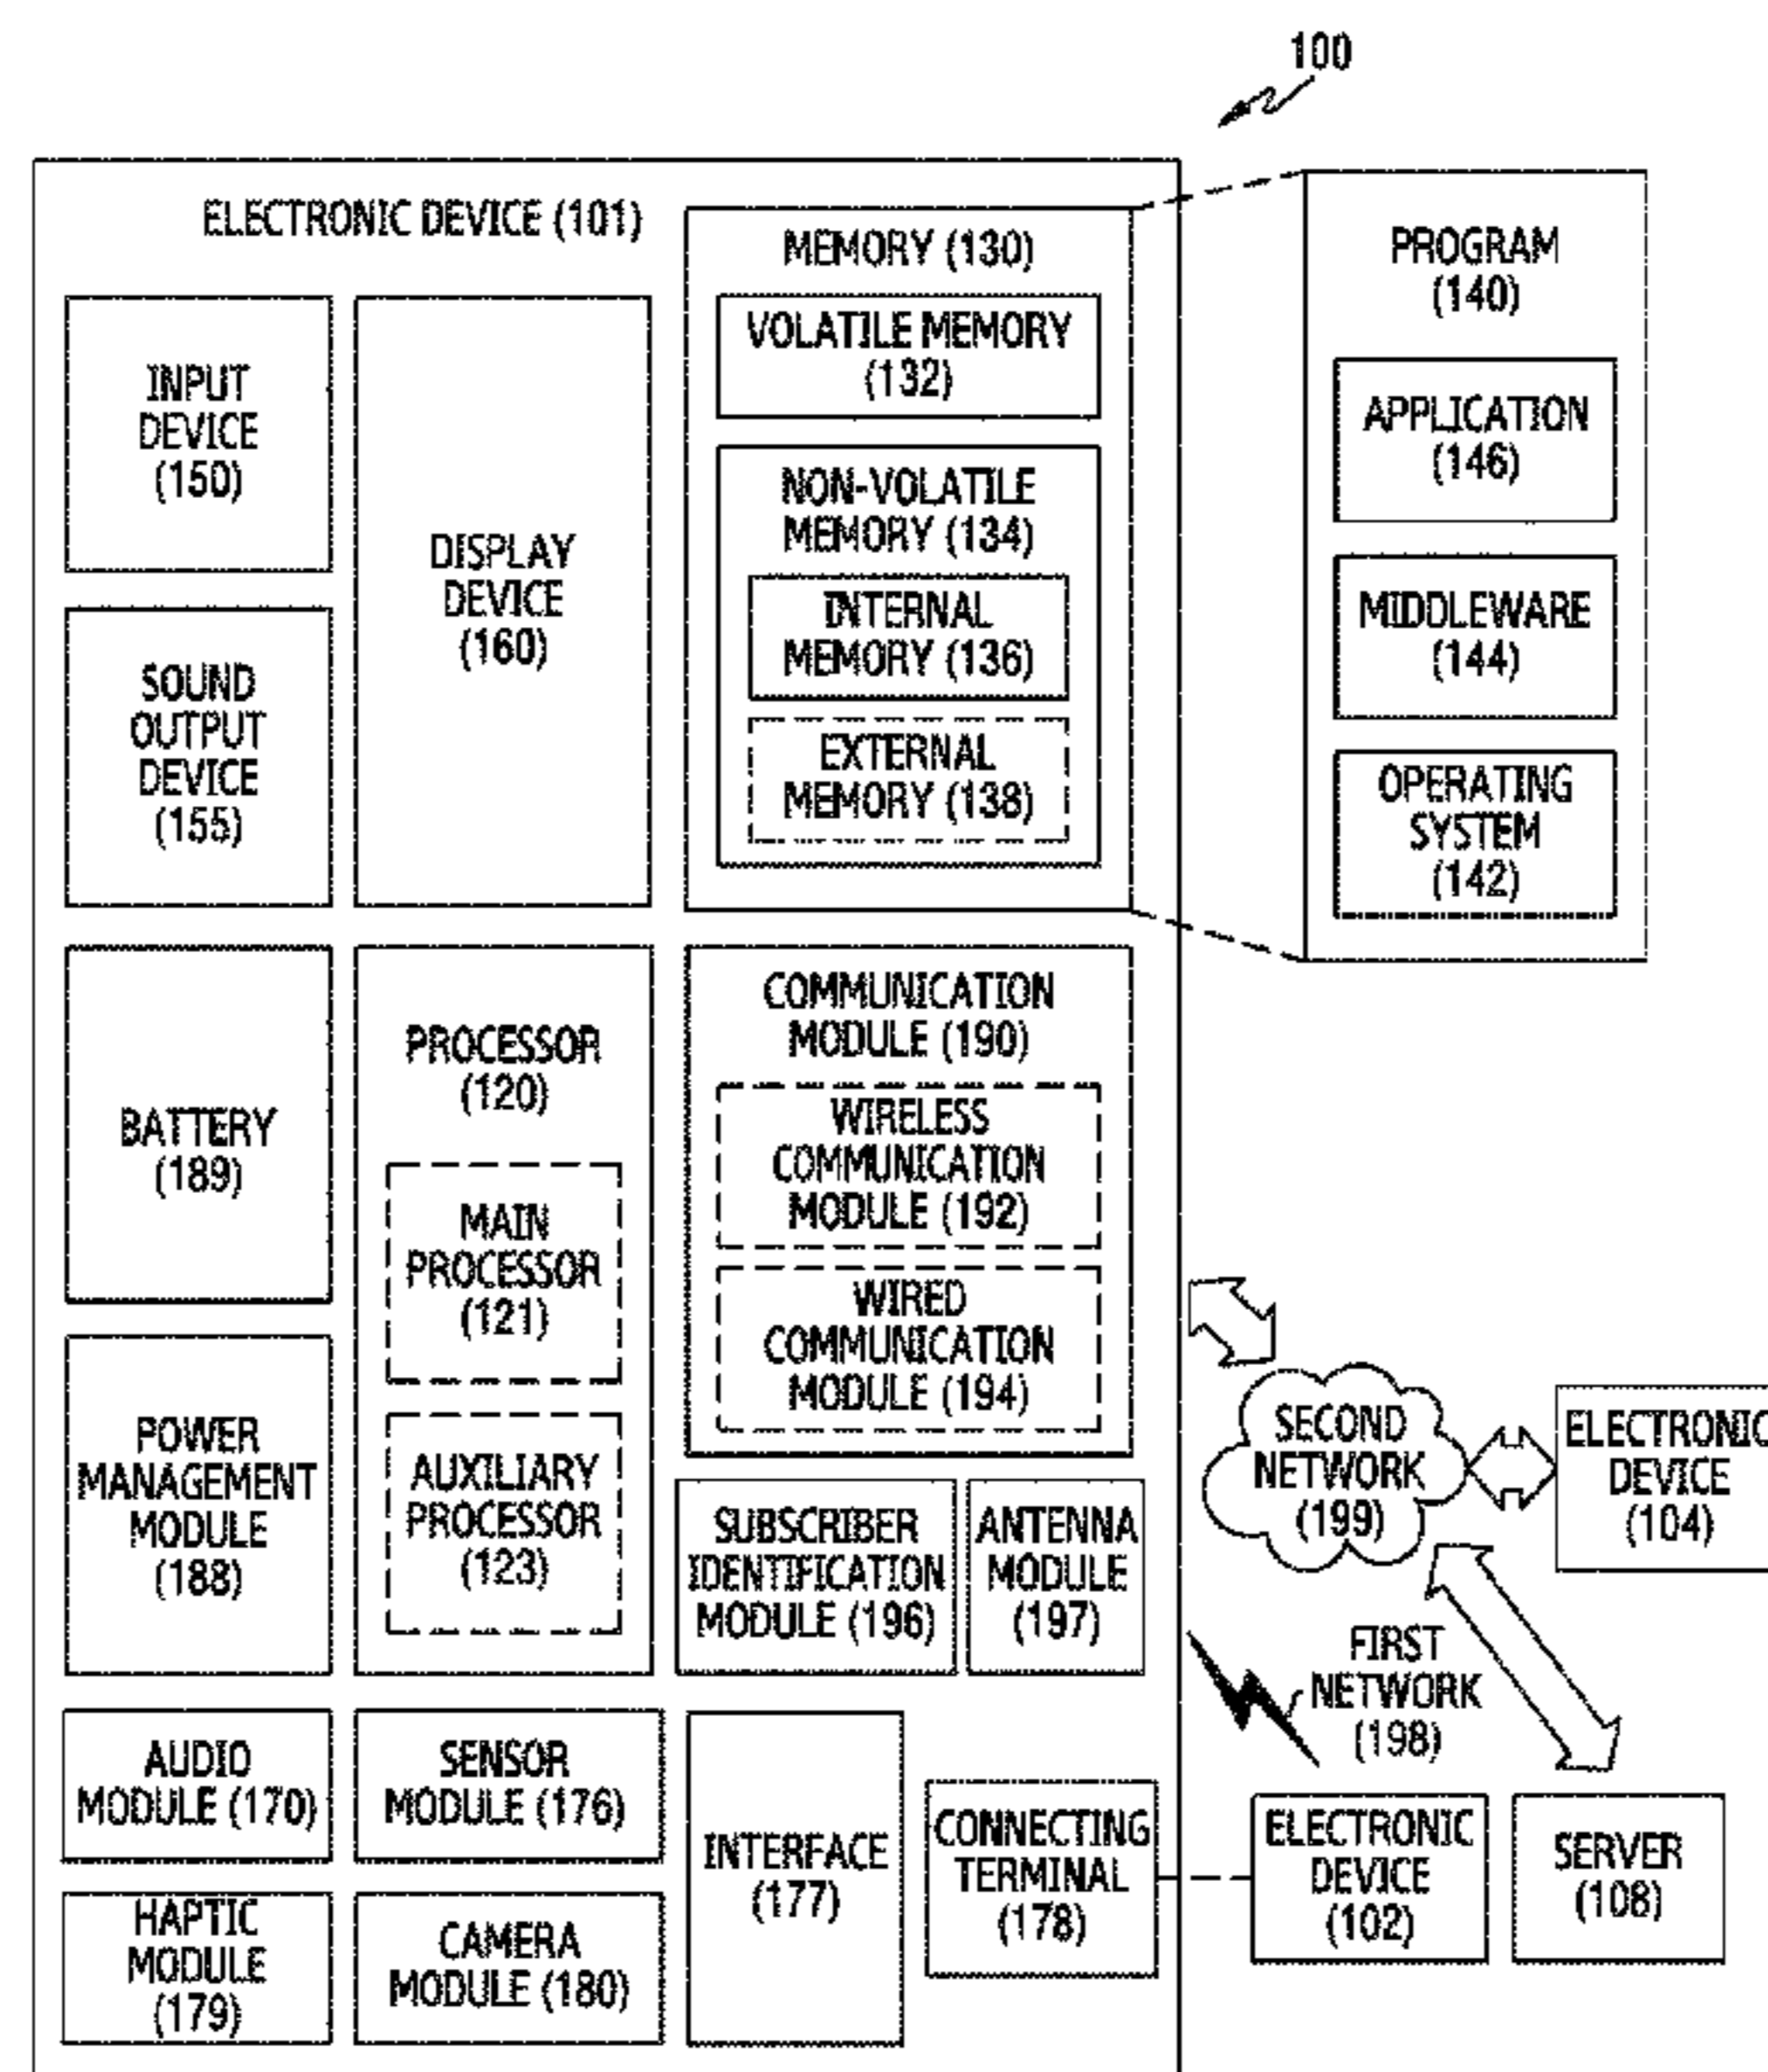 100
ELECTRONIC DEVICE (101)
INPUT
DEVICE
(150)
SOUND
OUTPUT
DEVICE
(155)
DISPLAY
DEVICE
(160)
MEMORY (130)
VOLATILE MEMORY
(132)
NON-VOLATILE
MEMORY (134)
INTERNAL
MEMORY (136)
EXTERNAL
MEMORY (138)
PROGRAM
(140)
APPLICATION
(146)
MIDDLEWARE
(144)
OPERATING
SYSTEM
(142)
BATTERY
(189)
POWER
MANAGEMENT
MODULE
(188)
PROCESSOR
(120)
MAIN
PROCESSOR
(121)
AUXILIARY
PROCESSOR
(123)
COMMUNICATION
MODULE (190)
WIRELESS
COMMUNICATION
MODULE (192)
WIRED
COMMUNICATION
MODULE (194)
SUBSCRIBER
IDENTIFICATION
MODULE (196)
ANTENNA
MODULE
(197)
SECOND
NETWORK
(199)
ELECTRONIC
DEVICE
(104)
FIRST
NETWORK
(198)
AUDIO
MODULE (170)
SENSOR
MODULE (176)
HAPTIC
MODULE
(179)
CAMERA
MODULE (180)
INTERFACE
(177)
CONNECTING
TERMINAL
(178)
ELECTRONIC
DEVICE
(102)
SERVER
(108)